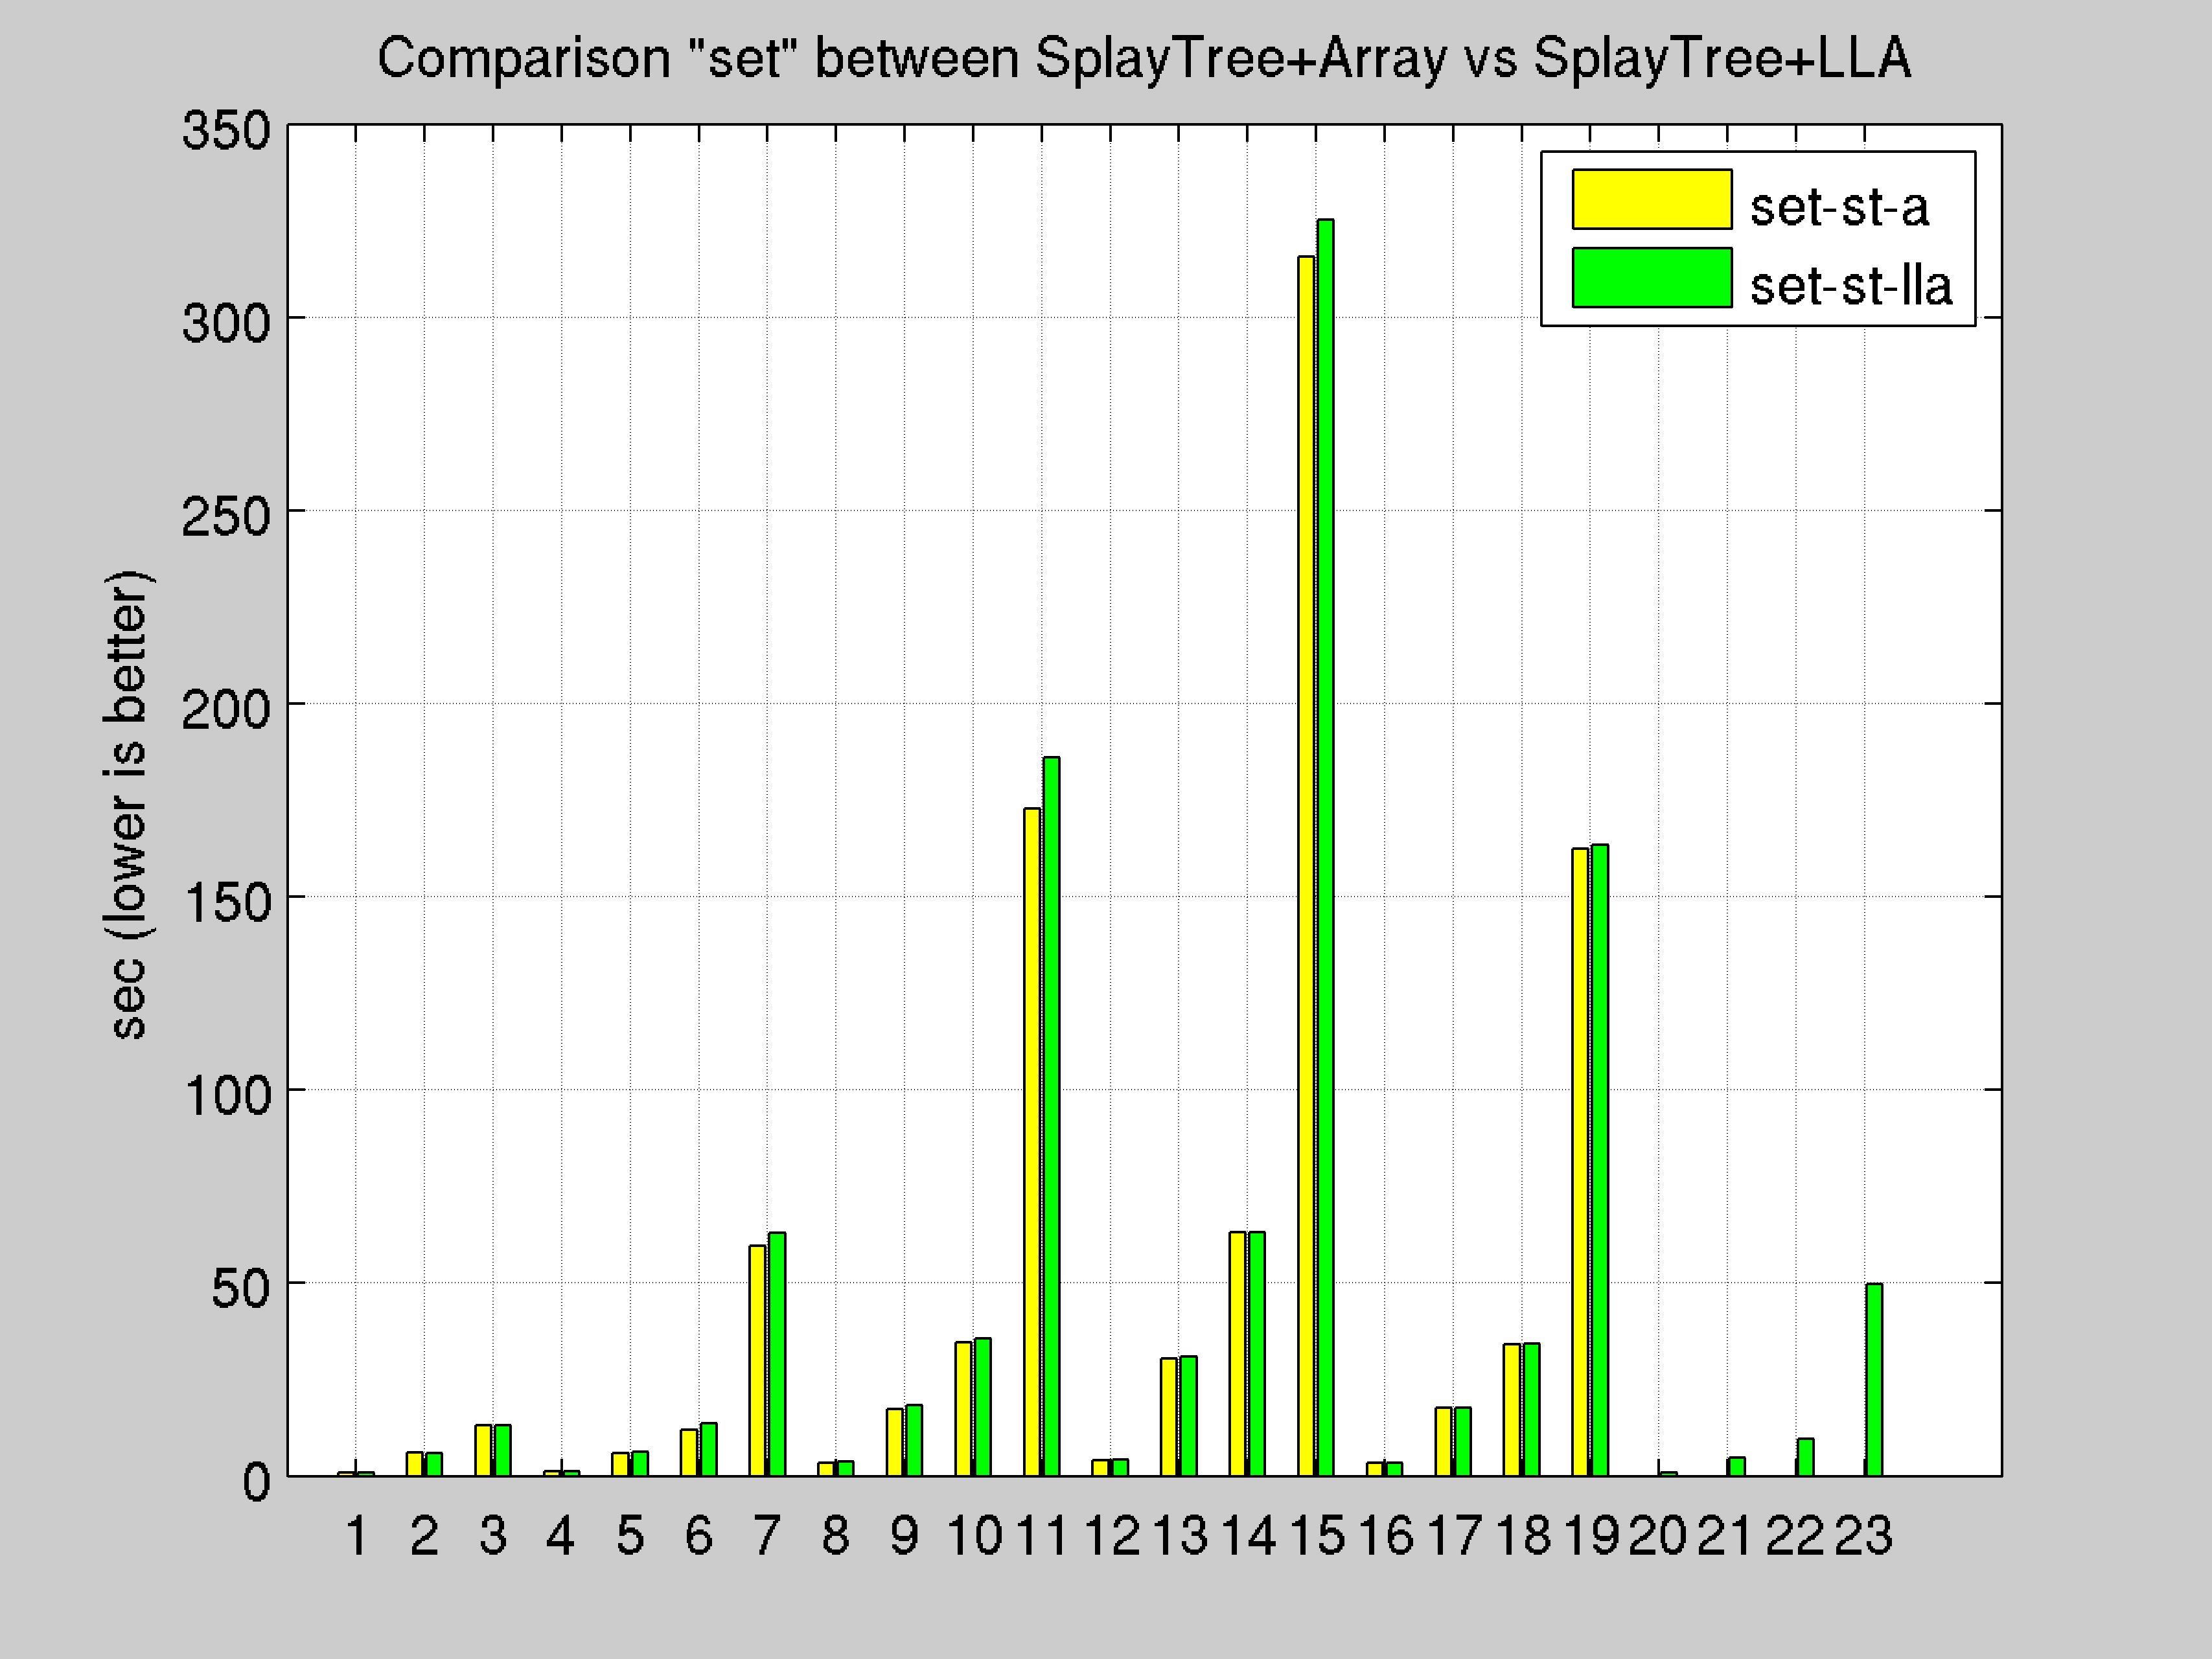 Comparison "set" between SplayTree+Array vs SplayTree+LLA
350
300
250
200
150
100
50
0
sec (lower is better)
set-st-a
set-st-lla
1 2 3 4 5 6 7 8 9 10 11 12 13 14 15 16 17 18 19 20 21 22 23